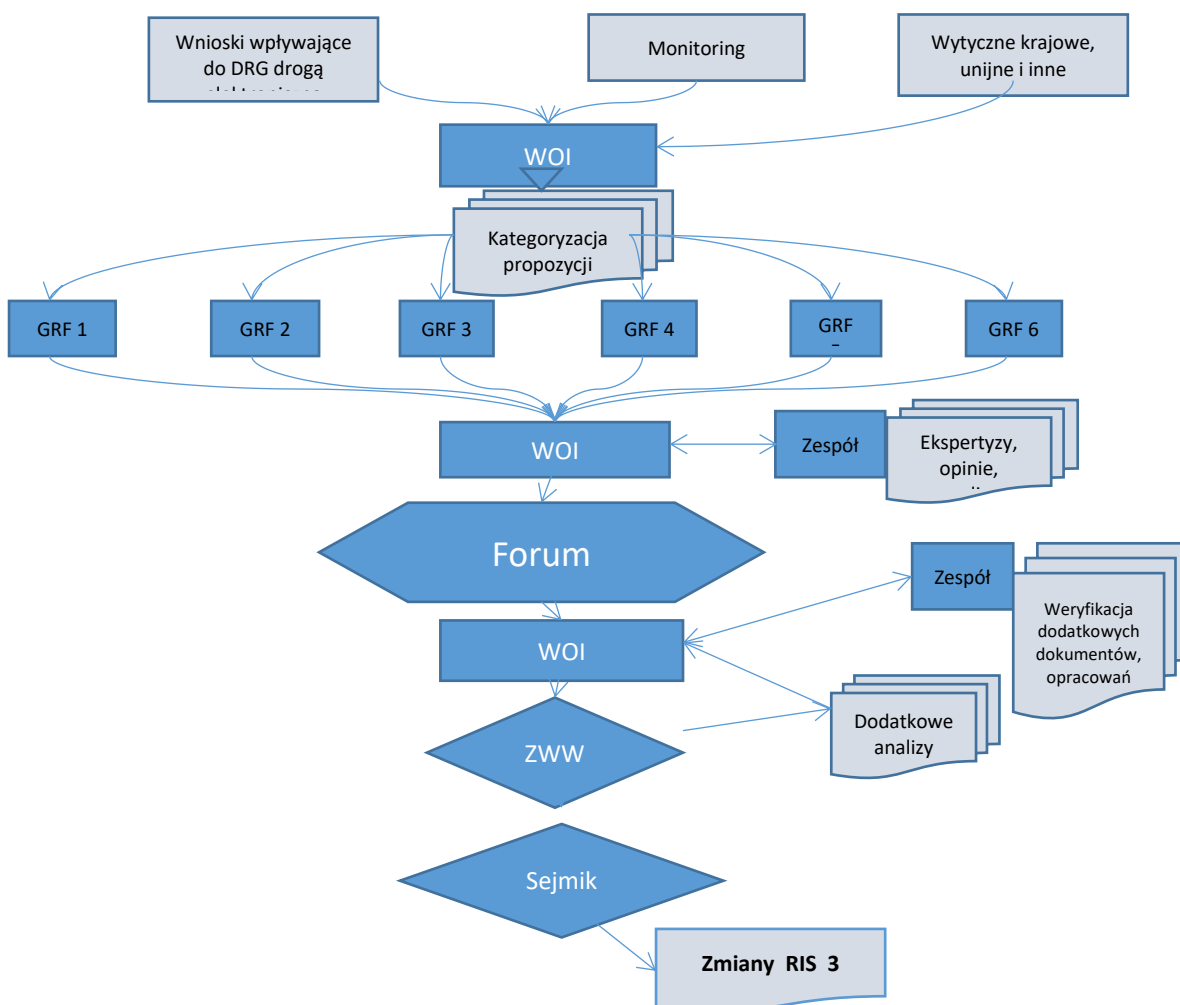 Wnioski wpływające
do DRG drogą
Monitoring
Wytyczne krajowe,
unijne i inne
WOI
Kategoryzacja
propozycji
GRF 1
GRF 2
GRF 3
GRF 4
GRF
GRF 6
WOI
Zespół
Ekspertyzy,
opinie,
Forum
Zespół
Weryfikacja
dodatkowych
dokumentów,
opracowań
WOI
Dodatkowe
analizy
ZWW
Sejmik
Zmiany RIS 3